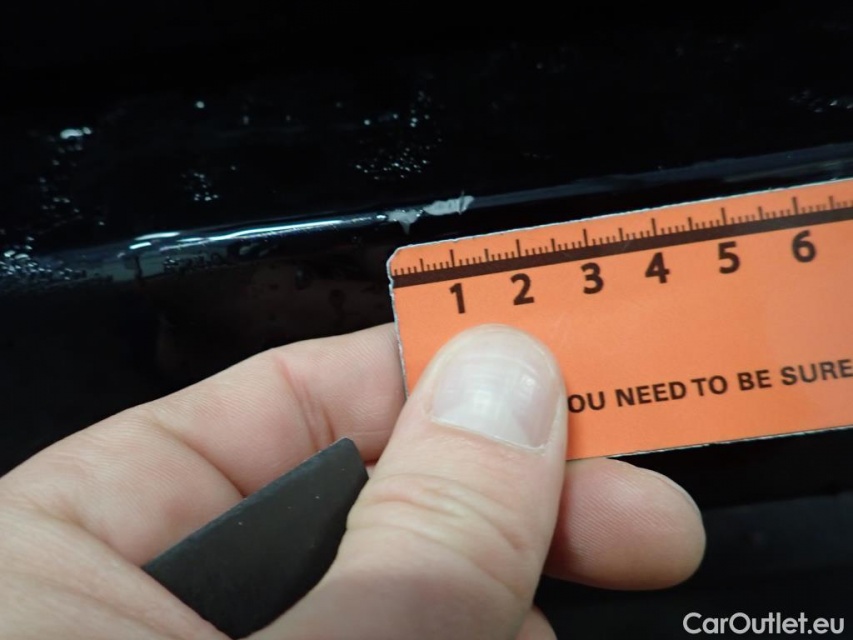 1 2 3 4 5 6
OU NEED TO BE SURE
CarOutlet.eu